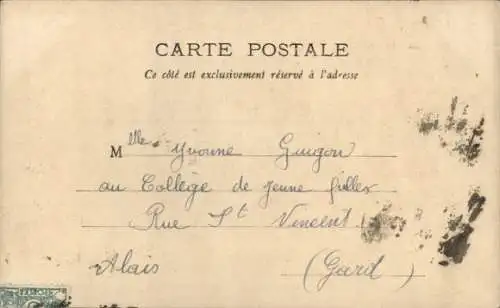 CARTE POSTALE
Ce côté est exclusivement réservé à l'adresse
Mlle Yvonne Guigou
au Collège de jeune filles
Rue St Vincent
Alais (Gard)